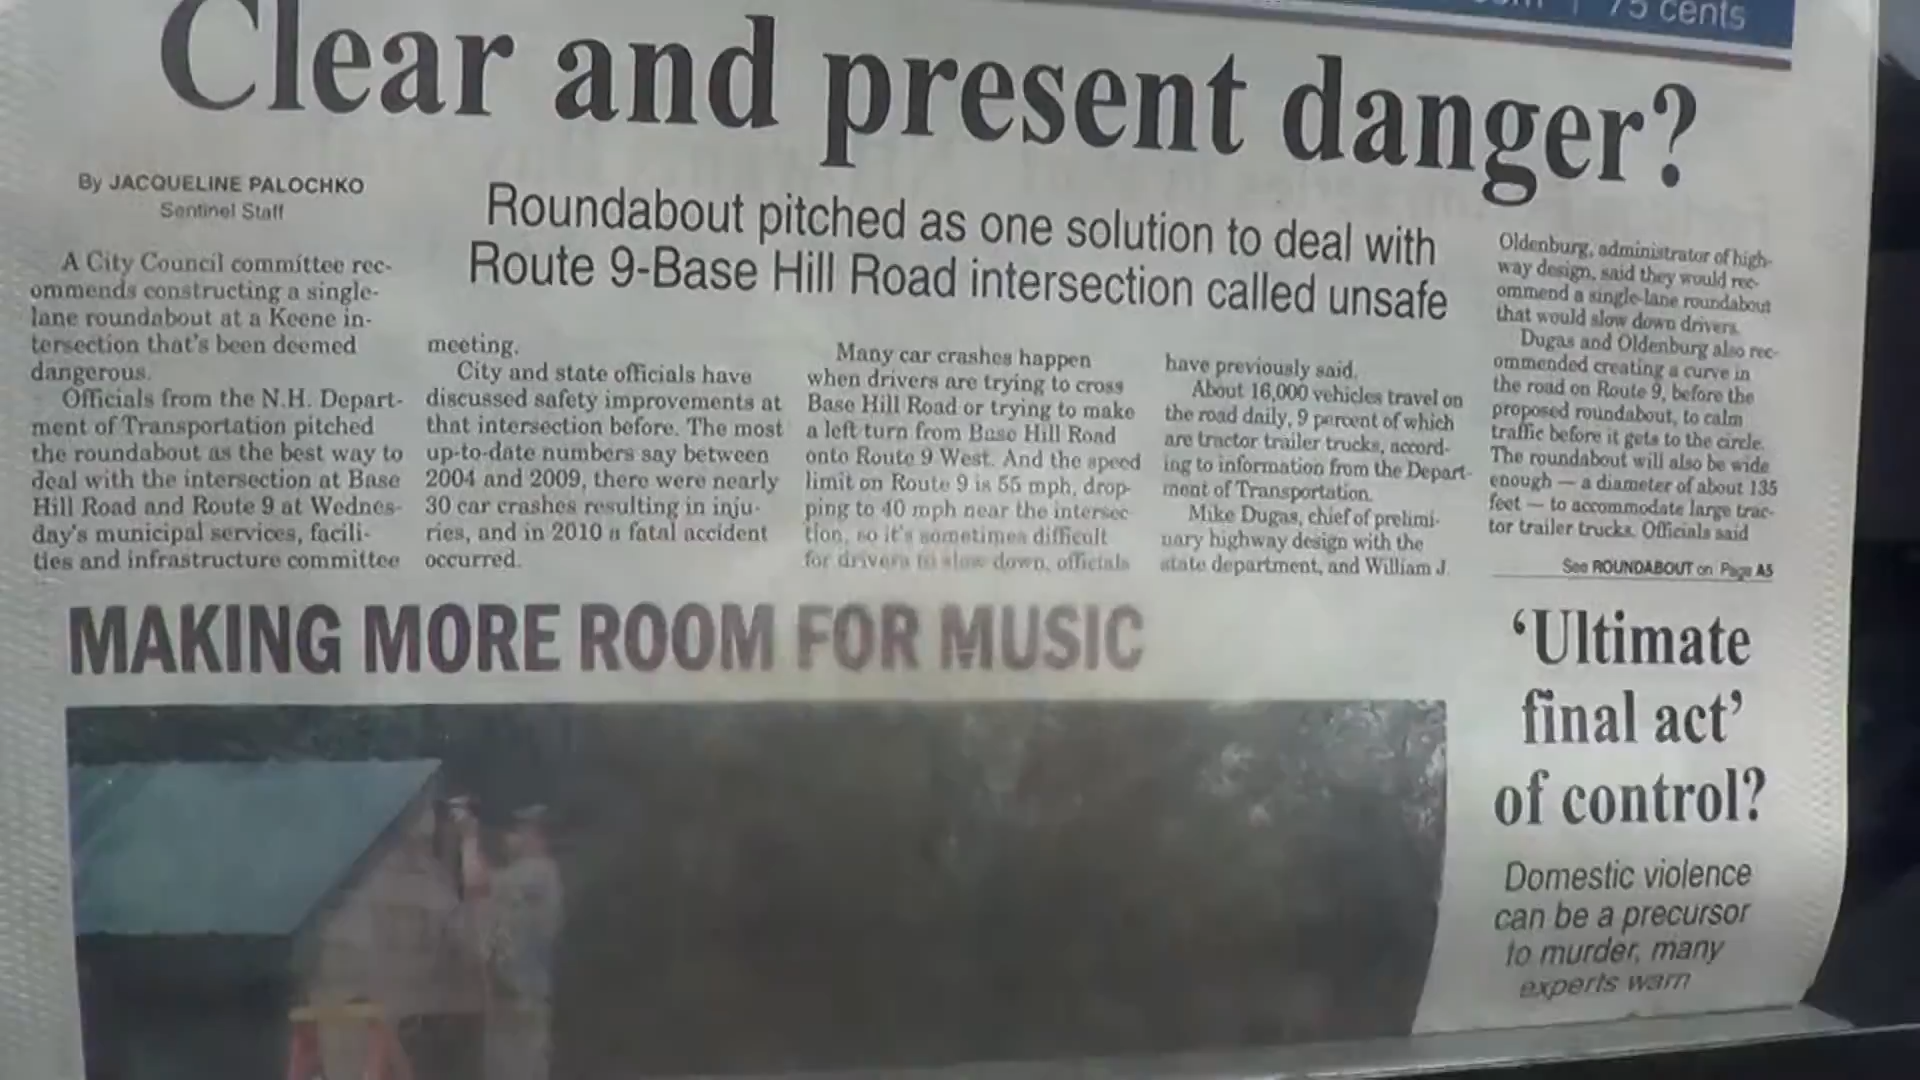 75 cents
Clear and present danger?
By JACQUELINE PALOCHKO
Sentinel Staff
Roundabout pitched as one solution to deal with
Route 9-Base Hill Road intersection called unsafe
A City Council committee rec-
ommends constructing a single-
lane roundabout at a Keene in-
tersection that's been deemed
dangerous.
Officials from the N.H. Depart-
ment of Transportation pitched
the roundabout as the best way to
deal with the intersection at Base
Hill Road and Route 9 at Wednes-
day's municipal services, facili-
ties and infrastructure committee
meeting.
City and state officials have
discussed safety improvements at
that intersection before. The most
up-to-date numbers say between
2004 and 2009, there were nearly
30 car crashes resulting in inju-
ries, and in 2010 a fatal accident
occurred.
Many car crashes happen
when drivers are trying to cross
Base Hill Road or trying to make
a left turn from Base Hill Road
onto Route 9 West. And the speed
limit on Route 9 is 55 mph, drop-
ping to 40 mph near the intersec-
tion, so it's sometimes difficult
for drivers to slow down, officials
have previously said.
About 16,000 vehicles travel on
the road daily, 9 percent of which
are tractor trailer trucks, accord-
ing to information from the Depart-
ment of Transportation.
Mike Dugas, chief of prelimi-
nary highway design with the
state department, and William J.
Oldenburg, administrator of high-
way design, said they would rec-
ommend a single-lane roundabout
that would slow down drivers.
Dugas and Oldenburg also rec-
ommended creating a curve in
the road on Route 9, before the
proposed roundabout, to calm
traffic before it gets to the circle.
The roundabout will also be wide
enough — a diameter of about 135
feet — to accommodate large trac-
tor trailer trucks. Officials said
See ROUNDABOUT on Page A5
MAKING MORE ROOM FOR MUSIC
'Ultimate
final act'
of control?
Domestic violence
can be a precursor
to murder, many
experts warn